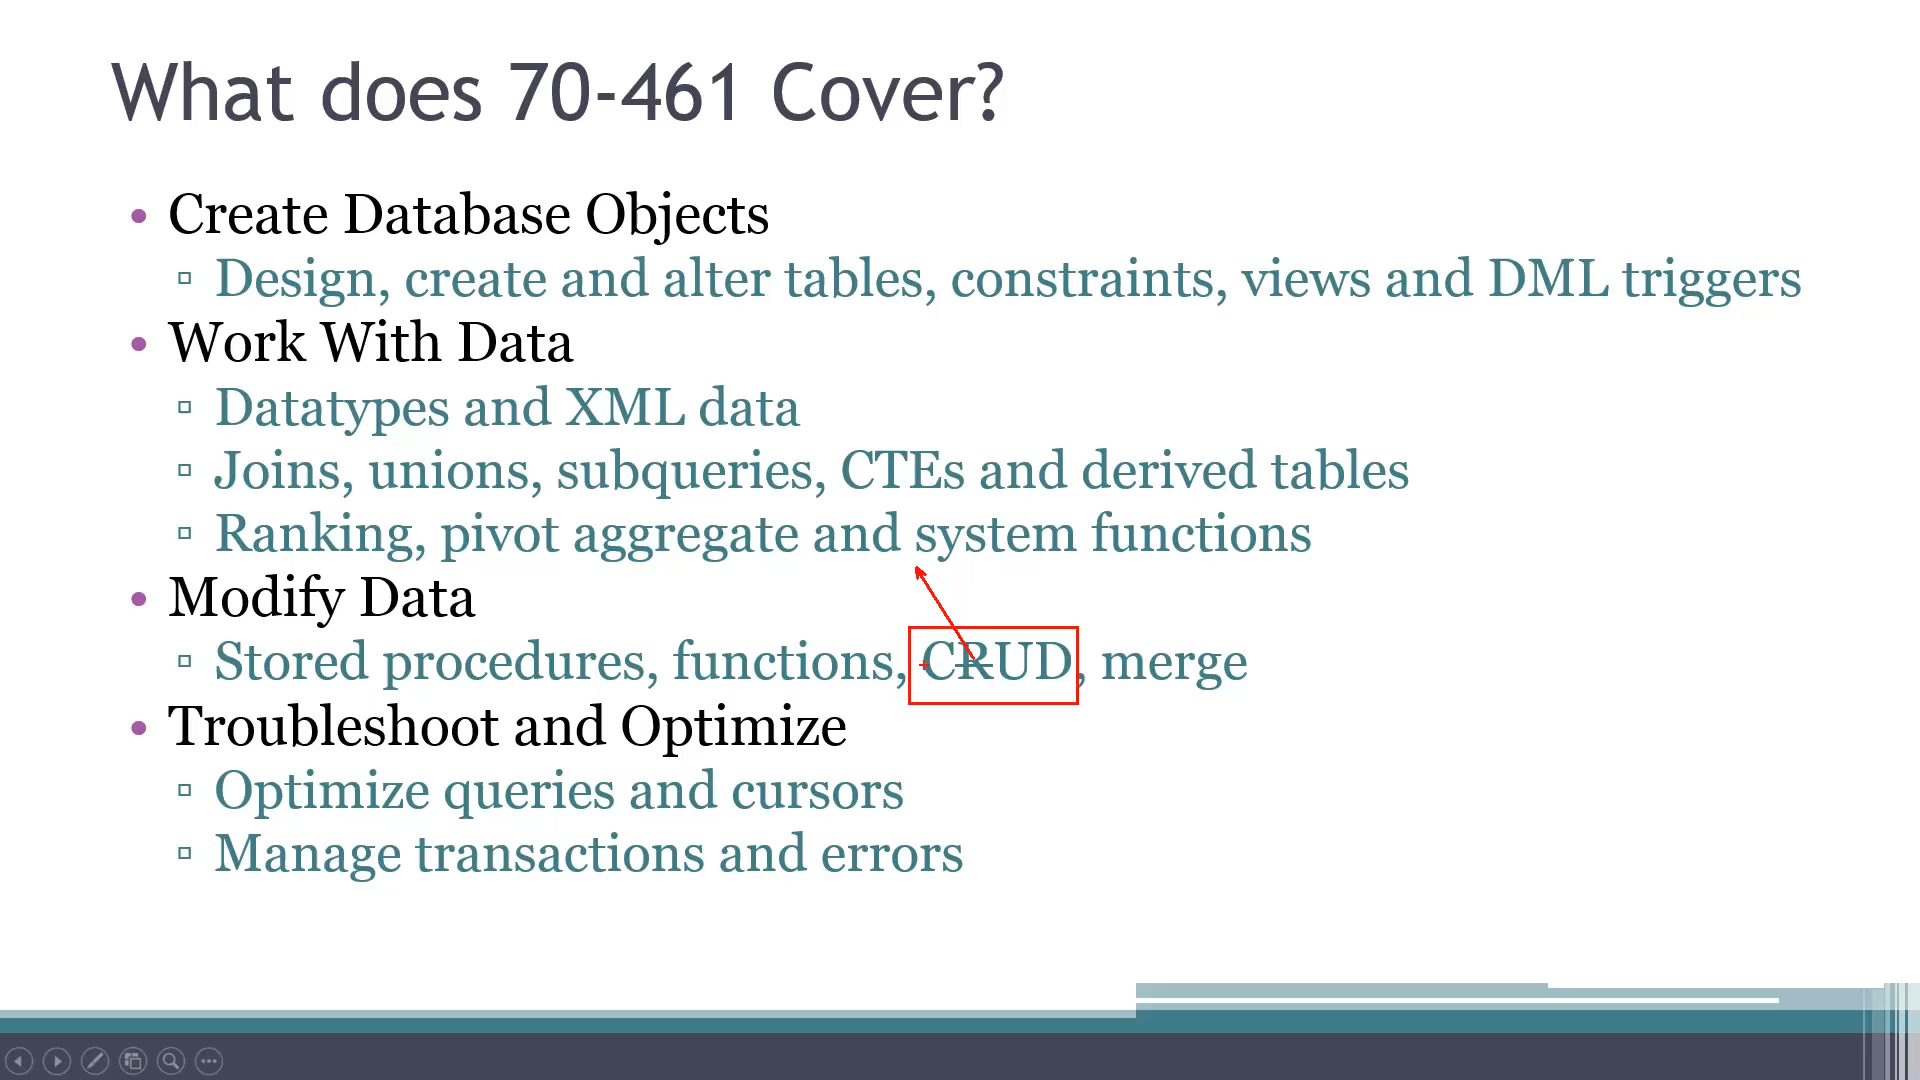 What does 70-461 Cover?
• Create Database Objects
▫ Design, create and alter tables, constraints, views and DML triggers
• Work With Data
▫ Datatypes and XML data
▫ Joins, unions, subqueries, CTEs and derived tables
▫ Ranking, pivot aggregate and system functions
• Modify Data
▫ Stored procedures, functions, CRUD, merge
• Troubleshoot and Optimize
▫ Optimize queries and cursors
▫ Manage transactions and errors